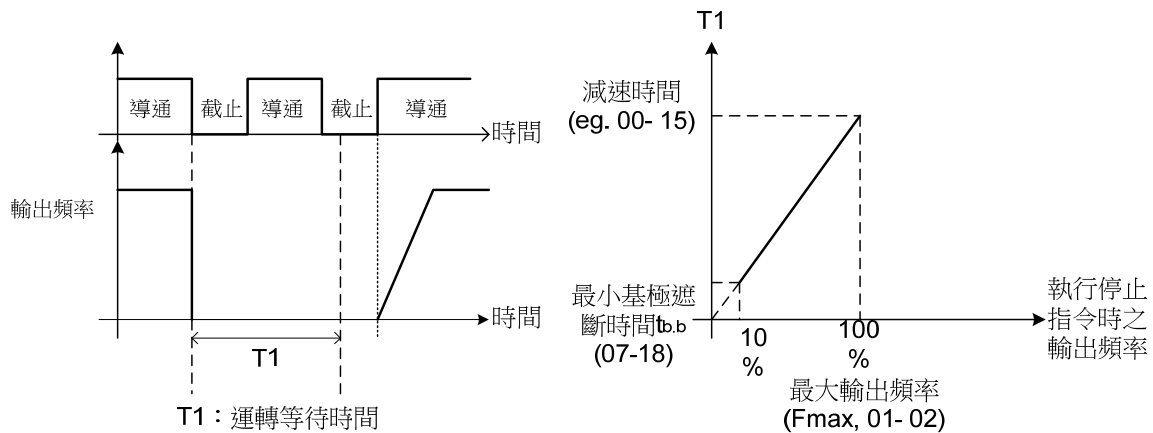 導通
截止
導通
截止
導通
時間
輸出頻率
時間
T1
T1：運轉等待時間
T1
減速時間
(eg. 00- 15)
最小基極遮
斷時間tb.b
(07-18)
10
%
100
%
最大輸出頻率
(Fmax, 01- 02)
執行停止
指令時之
輸出頻率